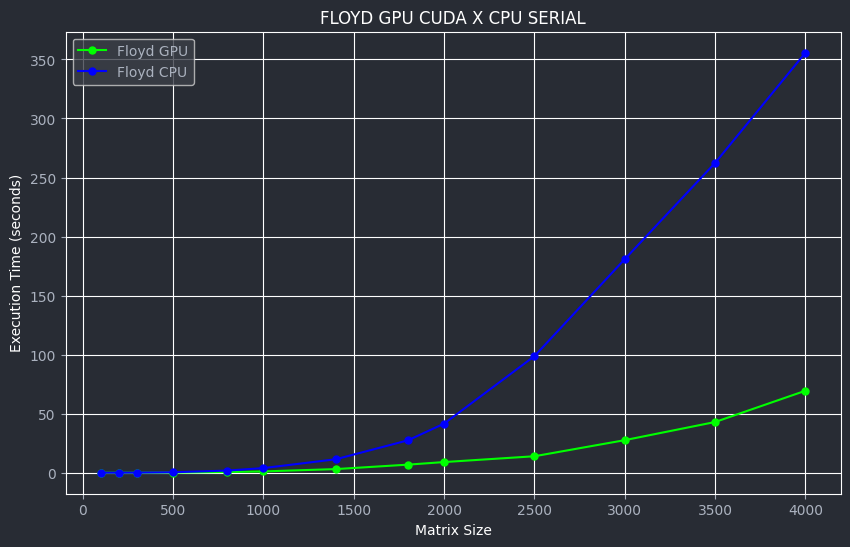 FLOYD GPU CUDA X CPU SERIAL
Floyd GPU
Floyd CPU
Execution Time (seconds)
350
300
250
200
150
100
50
0
0 500 1000 1500 2000 2500 3000 3500 4000
Matrix Size